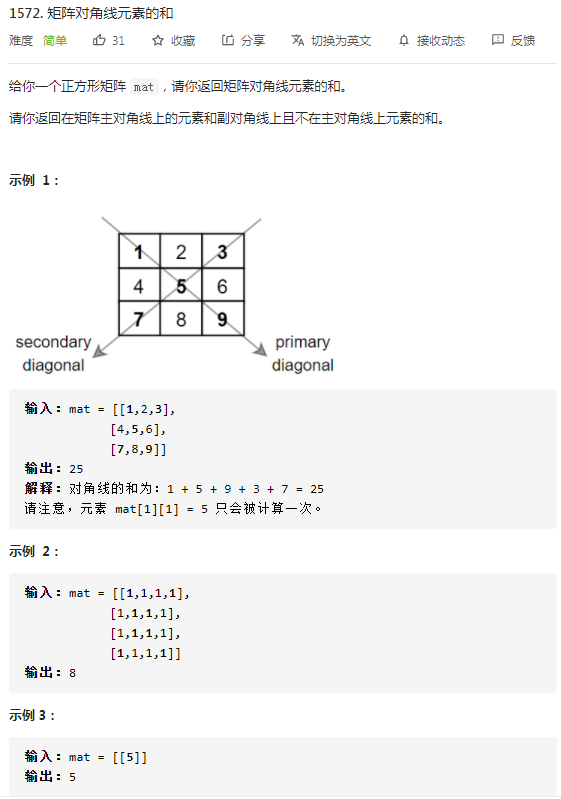 1572. 矩阵对角线元素的和
难度 简单 31 收藏 分享 切换为英文 接收动态 反馈
给你一个正方形矩阵 mat，请你返回矩阵对角线元素的和。
请你返回在矩阵主对角线上的元素和副对角线上且不在主对角线上元素的和。
示例 1：
1 2 3
4 5 6
7 8 9
secondary diagonal
primary diagonal
输入：mat = [[1,2,3],
[4,5,6],
[7,8,9]]
输出：25
解释：对角线的和为：1 + 5 + 9 + 3 + 7 = 25
请注意，元素 mat[1][1] = 5 只会被计算一次。
示例 2：
输入：mat = [[1,1,1,1],
[1,1,1,1],
[1,1,1,1],
[1,1,1,1]]
输出：8
示例 3：
输入：mat = [[5]]
输出：5